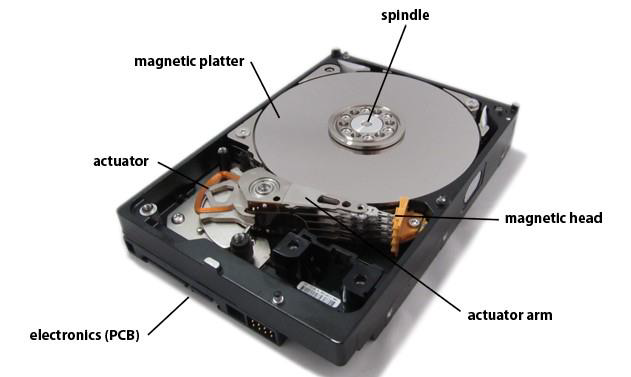 spindle
magnetic platter
actuator
magnetic head
actuator arm
electronics (PCB)